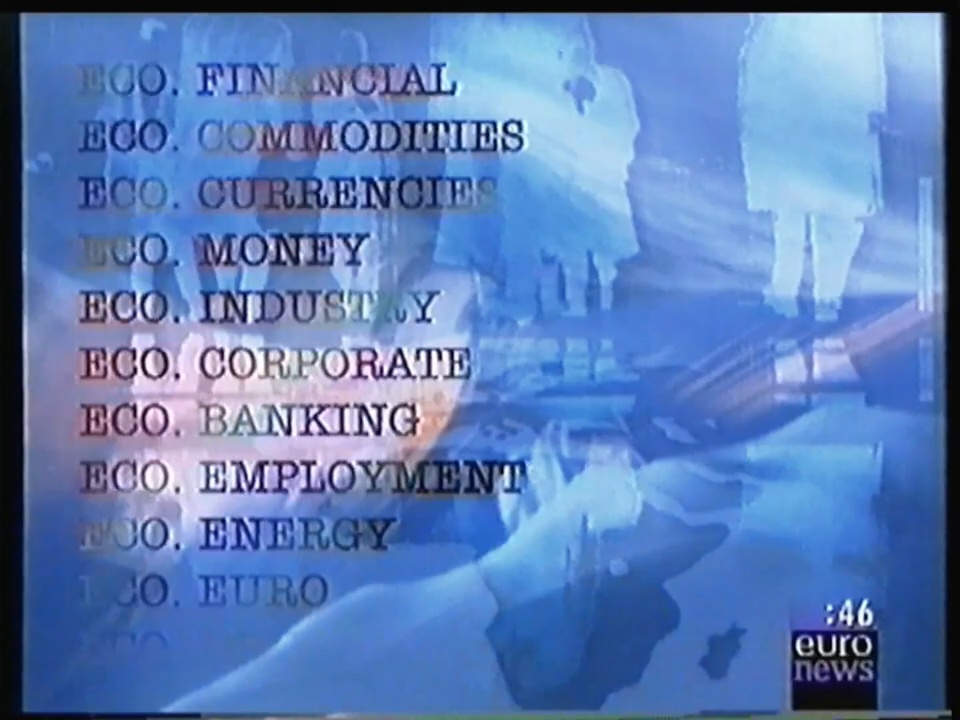 ECO. FINANCIAL
ECO. COMMODITIES
ECO. CURRENCIES
ECO. MONEY
ECO. INDUSTRY
ECO. CORPORATE
ECO. BANKING
ECO. EMPLOYMENT
ECO. ENERGY
ECO. EURO
ECO.
:46
euro
news